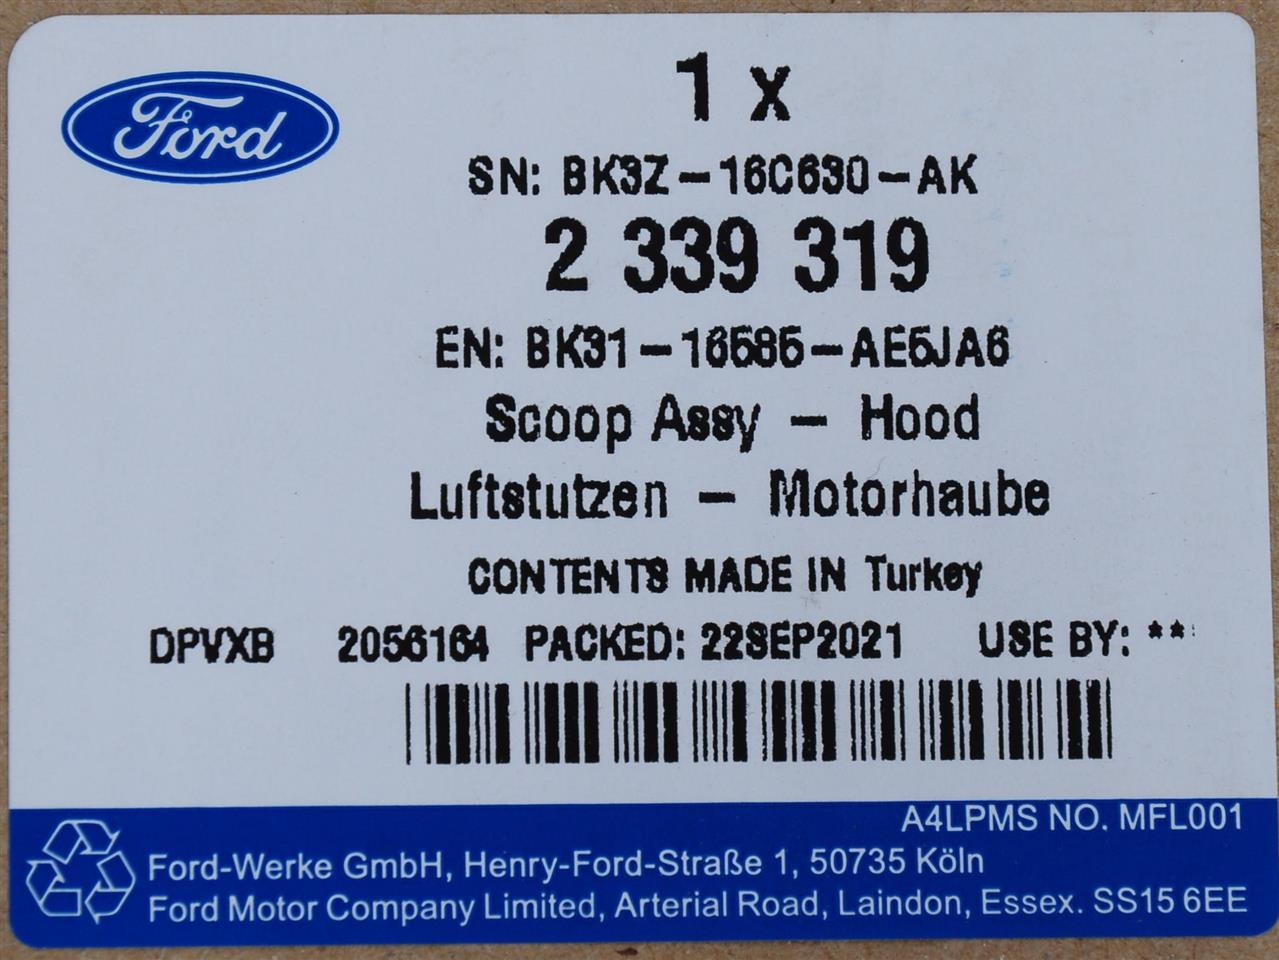 Ford
1 x
SN: BK3Z-16C630-AK
2 339 319
EN: BK31-16585-AE5JA6
Scoop Assy - Hood
Luftstutzen - Motorhaube
CONTENTS MADE IN Turkey
DPVXB 2056164 PACKED: 22SEP2021 USE BY: **
A4LPMS NO. MFL001
Ford-Werke GmbH, Henry-Ford-Straße 1, 50735 Köln
Ford Motor Company Limited, Arterial Road, Laindon, Essex. SS15 6EE